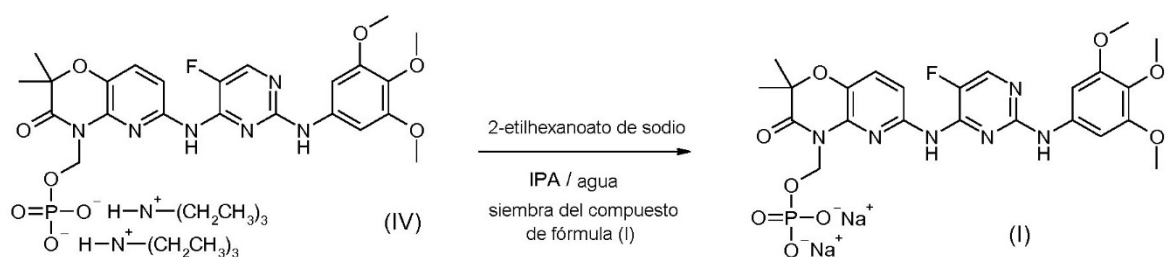 O
O
O
F
N
O
O
N
N
N
H
N
N
H
O
O
O=P—O⁻ H—N⁺—(CH₂CH₃)₃
O⁻ H—N⁺—(CH₂CH₃)₃
(IV)
2-etilhexanoato de sodio
IPA / agua
siembra del compuesto
de fórmula (I)
O
O
O
F
N
O
O
N
N
N
H
N
N
H
O
O
O=P—O⁻Na⁺
O⁻Na⁺
(I)